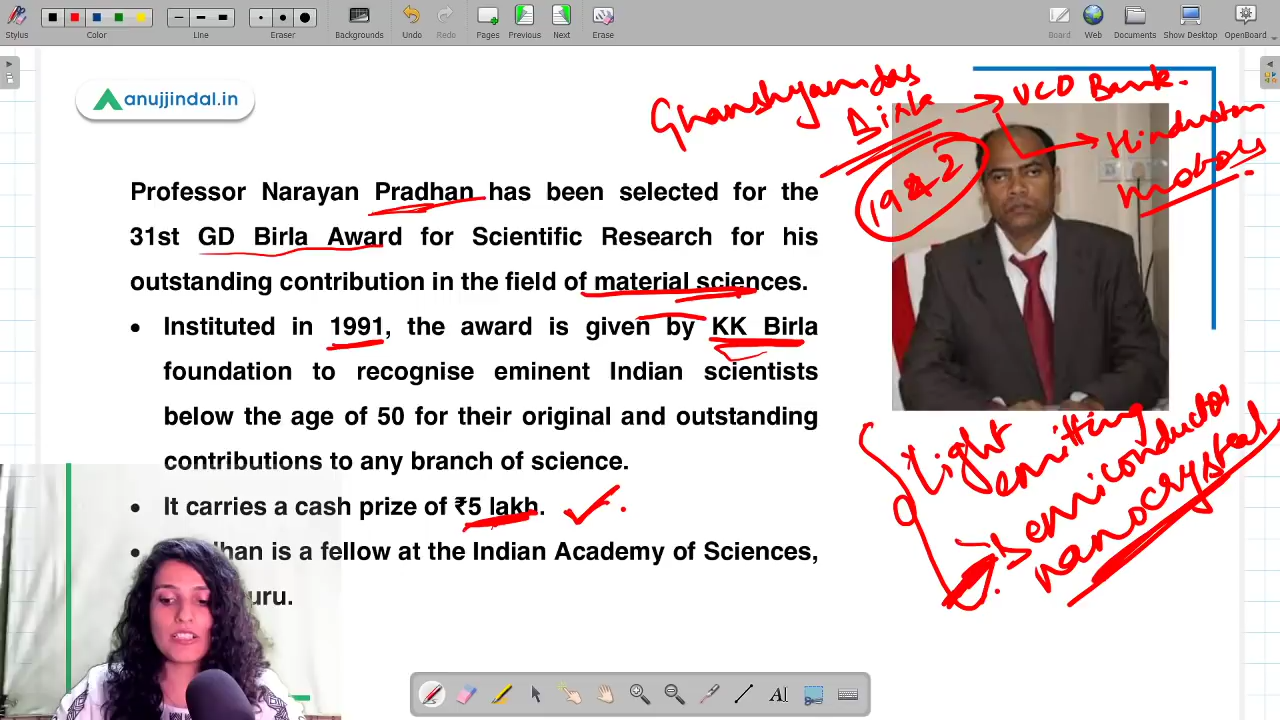 Stylus
Color
Line
Eraser
Backgrounds
Undo
Redo
Pages
Previous
Next
Erase
Board
Web
Documents
Show Desktop
OpenBoard
anujjindal.in
Ghanshyamdas
Birla → UCO Bank.
→ Hindustan
Motors
1942
Professor Narayan Pradhan has been selected for the
31st GD Birla Award for Scientific Research for his
outstanding contribution in the field of material sciences.
• Instituted in 1991, the award is given by KK Birla
foundation to recognise eminent Indian scientists
below the age of 50 for their original and outstanding
contributions to any branch of science.
• It carries a cash prize of ₹5 lakh.
dhan is a fellow at the Indian Academy of Sciences,
uru.
Light
emitting
Semiconductor
nanocrystal